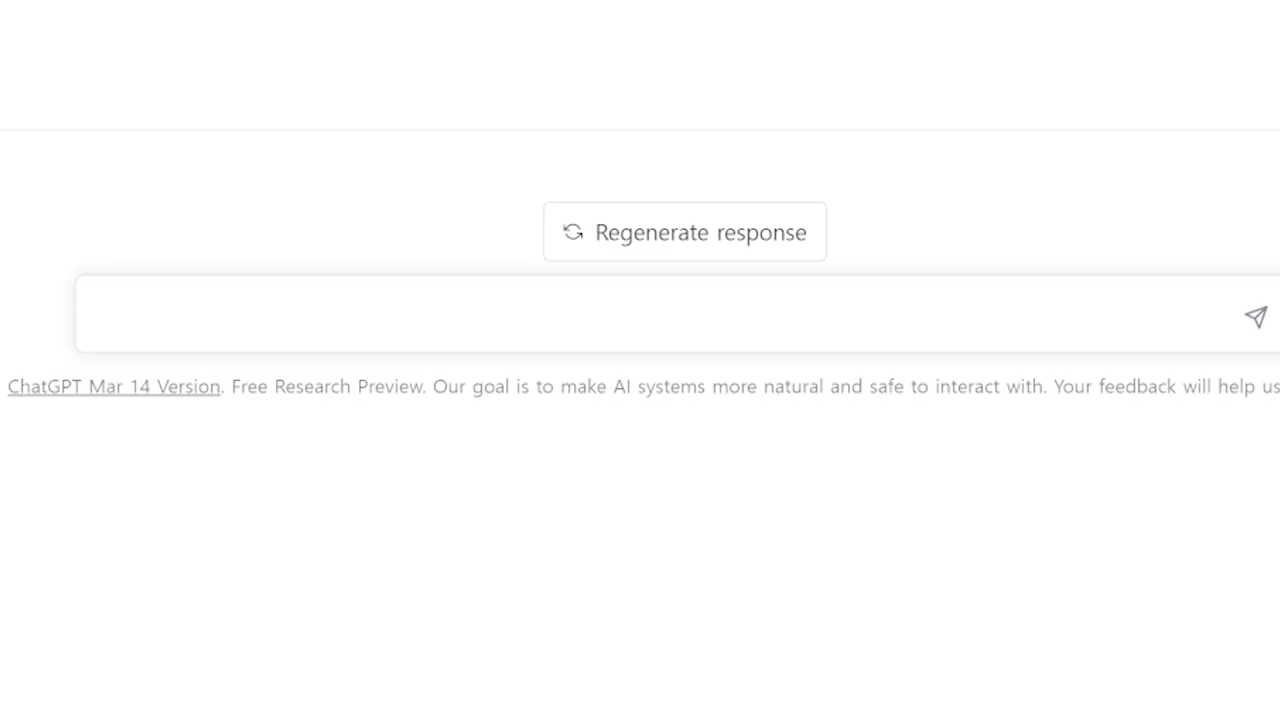 Regenerate response
ChatGPT Mar 14 Version. Free Research Preview. Our goal is to make AI systems more natural and safe to interact with. Your feedback will help us